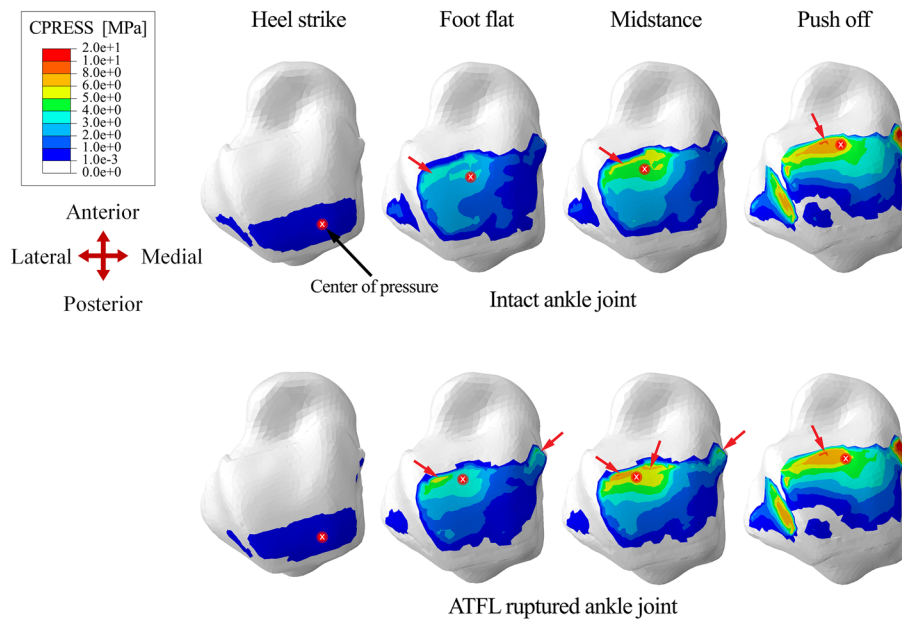 Heel strike
Foot flat
Midstance
Push off
CPRESS [MPa]
2.0e+1
1.0e+1
8.0e+0
6.0e+0
5.0e+0
4.0e+0
3.0e+0
2.0e+0
1.0e+0
1.0e-3
0.0e+0
Anterior
Lateral
Medial
Posterior
X
X
X
X
Center of pressure
Intact ankle joint
X
X
X
X
ATFL ruptured ankle joint